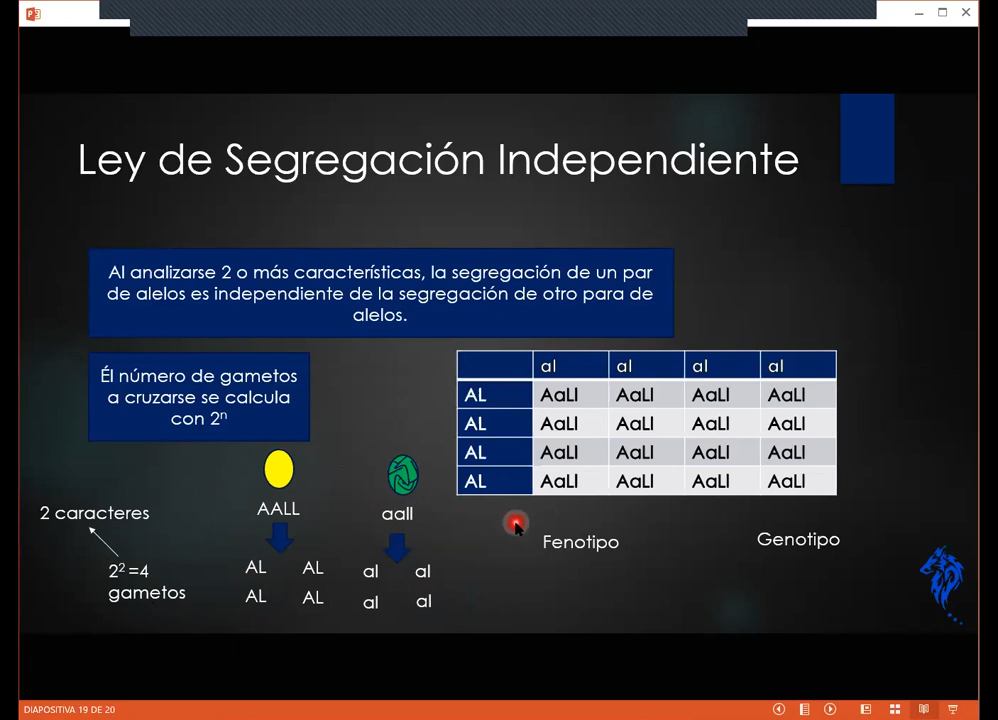 Ley de Segregación Independiente
Al analizarse 2 o más características, la segregación de un par
de alelos es independiente de la segregación de otro para de
alelos.
Él número de gametos
a cruzarse se calcula
con 2ⁿ
al al al al
AL AaLl AaLl AaLl AaLl
AL AaLl AaLl AaLl AaLl
AL AaLl AaLl AaLl AaLl
AL AaLl AaLl AaLl AaLl
2 caracteres
2² =4
gametos
AALL
AL AL
AL AL
aall
al al
al al
Fenotipo
Genotipo
DIAPOSITIVA 19 DE 20